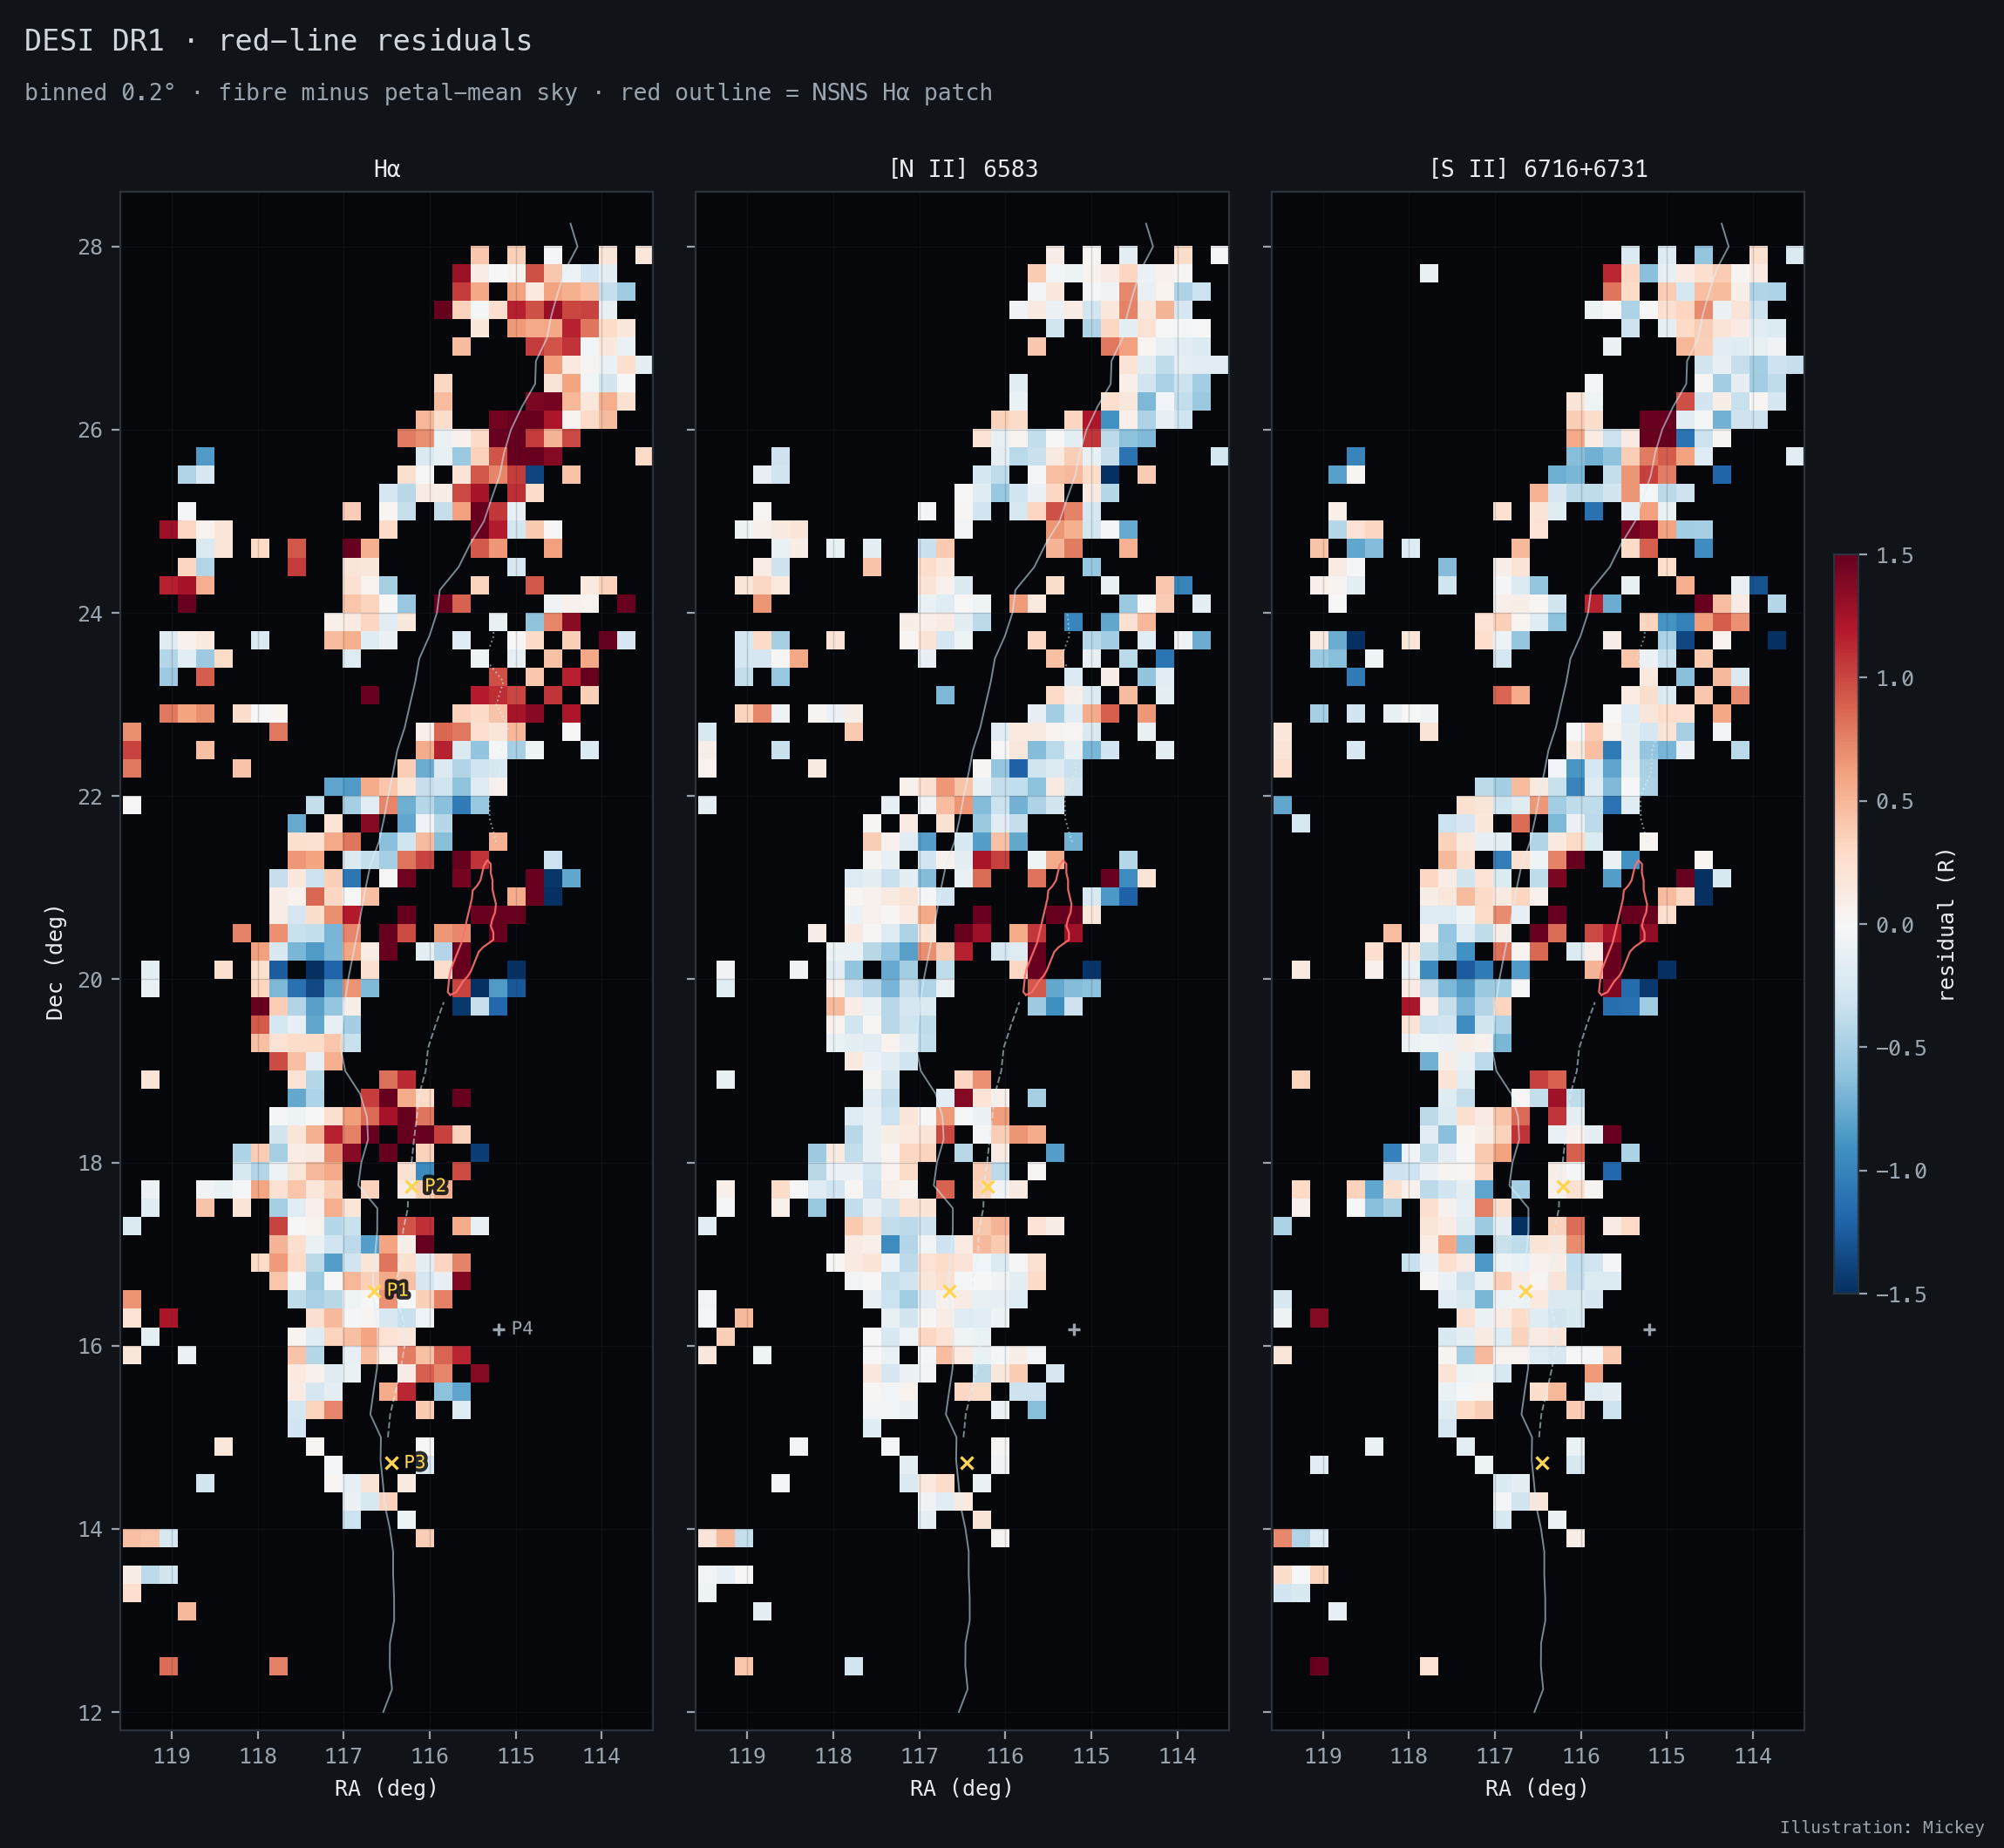 DESI DR1 · red−line residuals
binned 0.2° · fibre minus petal−mean sky · red outline = NSNS Hα patch
Hα
[N II] 6583
[S II] 6716+6731
28
26
24
22
20
18
16
14
12
Dec (deg)
P2
P1
P4
P3
119 118 117 116 115 114
119 118 117 116 115 114
119 118 117 116 115 114
RA (deg)
RA (deg)
RA (deg)
1.5
1.0
0.5
0.0
−0.5
−1.0
−1.5
residual (R)
Illustration: Mickey